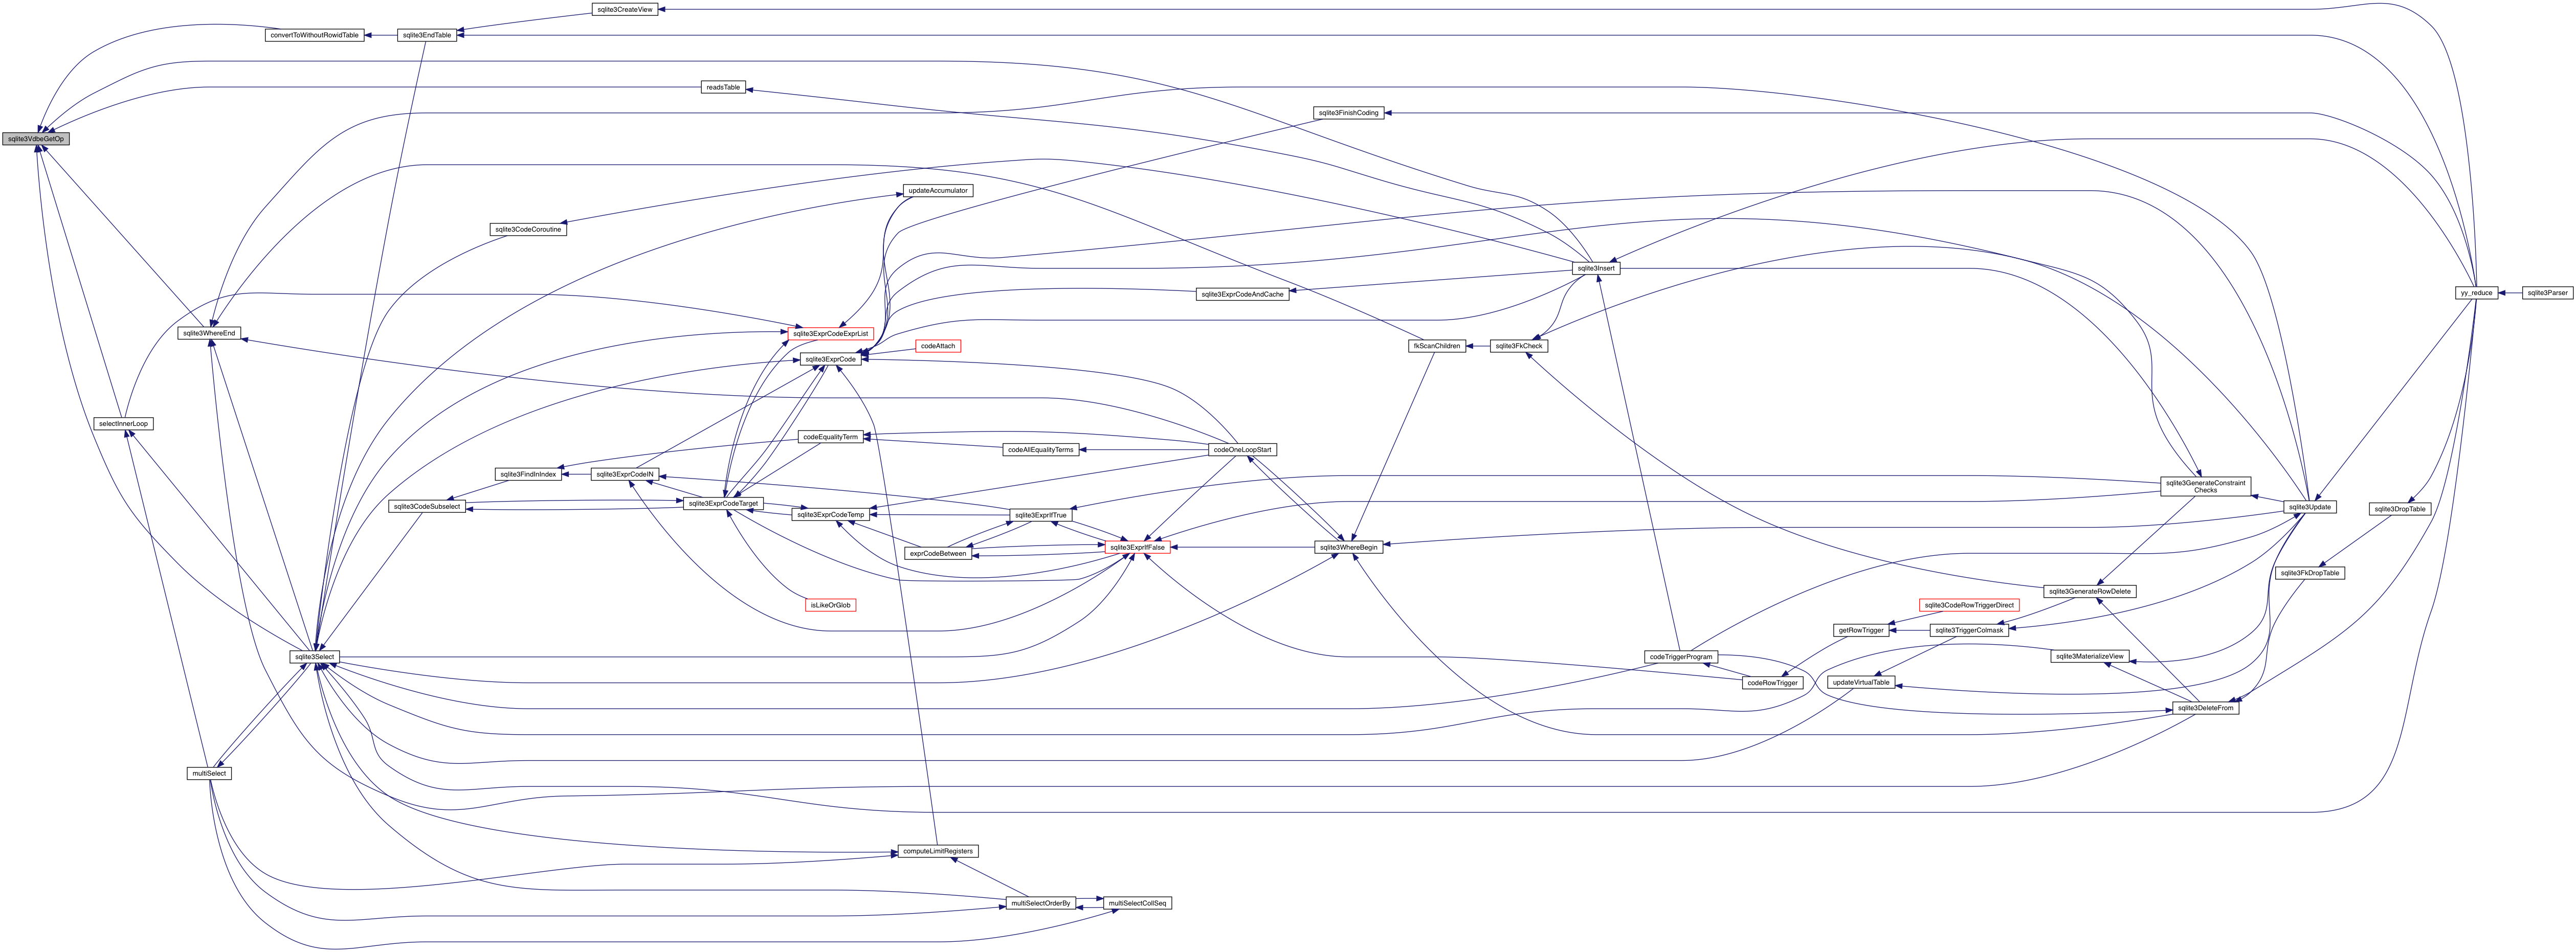 sqlite3CreateView
convertToWithoutRowidTable
sqlite3EndTable
readsTable
sqlite3FinishCoding
sqlite3VdbeGetOp
updateAccumulator
sqlite3CodeCoroutine
sqlite3Insert
sqlite3ExprCodeAndCache
yy_reduce
sqlite3Parser
sqlite3WhereEnd
sqlite3ExprCodeExprList
codeAttach
fkScanChildren
sqlite3FkCheck
sqlite3ExprCode
selectInnerLoop
codeEqualityTerm
codeAllEqualityTerms
codeOneLoopStart
sqlite3FindInIndex
sqlite3ExprCodeIN
sqlite3GenerateConstraint
Checks
sqlite3CodeSubselect
sqlite3ExprCodeTarget
sqlite3ExprCodeTemp
sqlite3ExprIfTrue
sqlite3Update
sqlite3DropTable
exprCodeBetween
sqlite3ExprIfFalse
sqlite3WhereBegin
sqlite3FkDropTable
sqlite3GenerateRowDelete
isLikeOrGlob
sqlite3CodeRowTriggerDirect
getRowTrigger
sqlite3TriggerColmask
sqlite3Select
codeTriggerProgram
sqlite3MaterializeView
codeRowTrigger
updateVirtualTable
sqlite3DeleteFrom
multiSelect
computeLimitRegisters
multiSelectOrderBy
multiSelectCollSeq